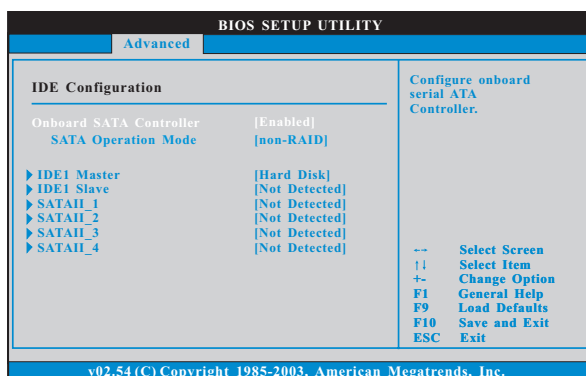 BIOS SETUP UTILITY
Advanced
IDE Configuration
Onboard SATA Controller [Enabled]
SATA Operation Mode [non-RAID]
IDE1 Master [Hard Disk]
IDE1 Slave [Not Detected]
SATAII_1 [Not Detected]
SATAII_2 [Not Detected]
SATAII_3 [Not Detected]
SATAII_4 [Not Detected]
Configure onboard
serial ATA
Controller.
←→ Select Screen
↑↓ Select Item
+- Change Option
F1 General Help
F9 Load Defaults
F10 Save and Exit
ESC Exit
v02.54 (C) Copyright 1985-2003, American Megatrends, Inc.